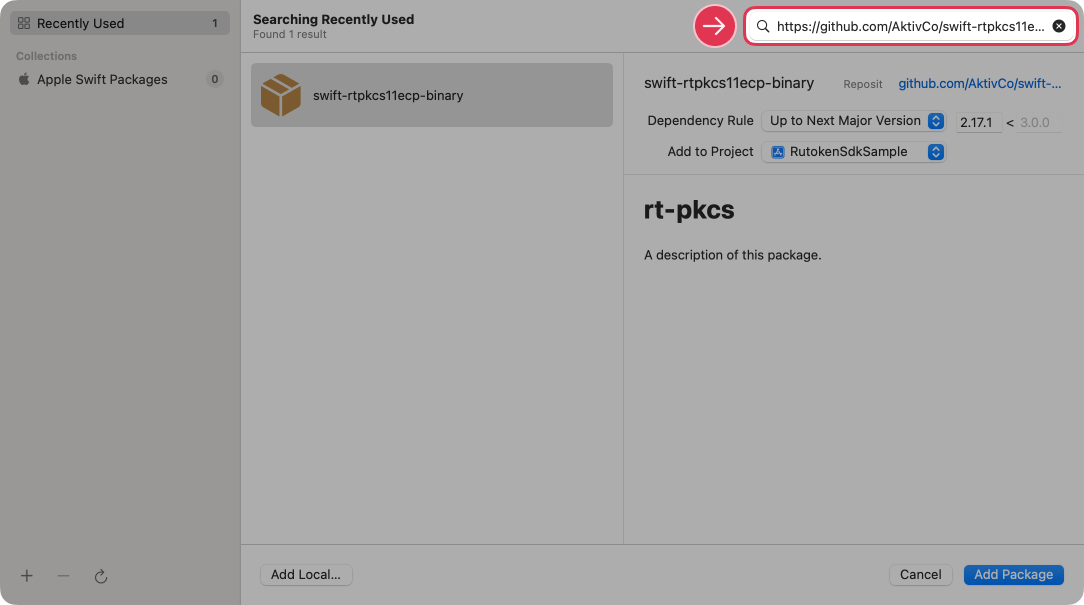 Recently Used 1
Collections
Apple Swift Packages 0
Searching Recently Used
Found 1 result
https://github.com/AktivCo/swift-rtpkcs11e...
swift-rtpkcs11ecp-binary
swift-rtpkcs11ecp-binary Reposit github.com/AktivCo/swift-...
Dependency Rule Up to Next Major Version 2.17.1 < 3.0.0
Add to Project RutokenSdkSample
rt-pkcs
A description of this package.
Add Local... Cancel Add Package